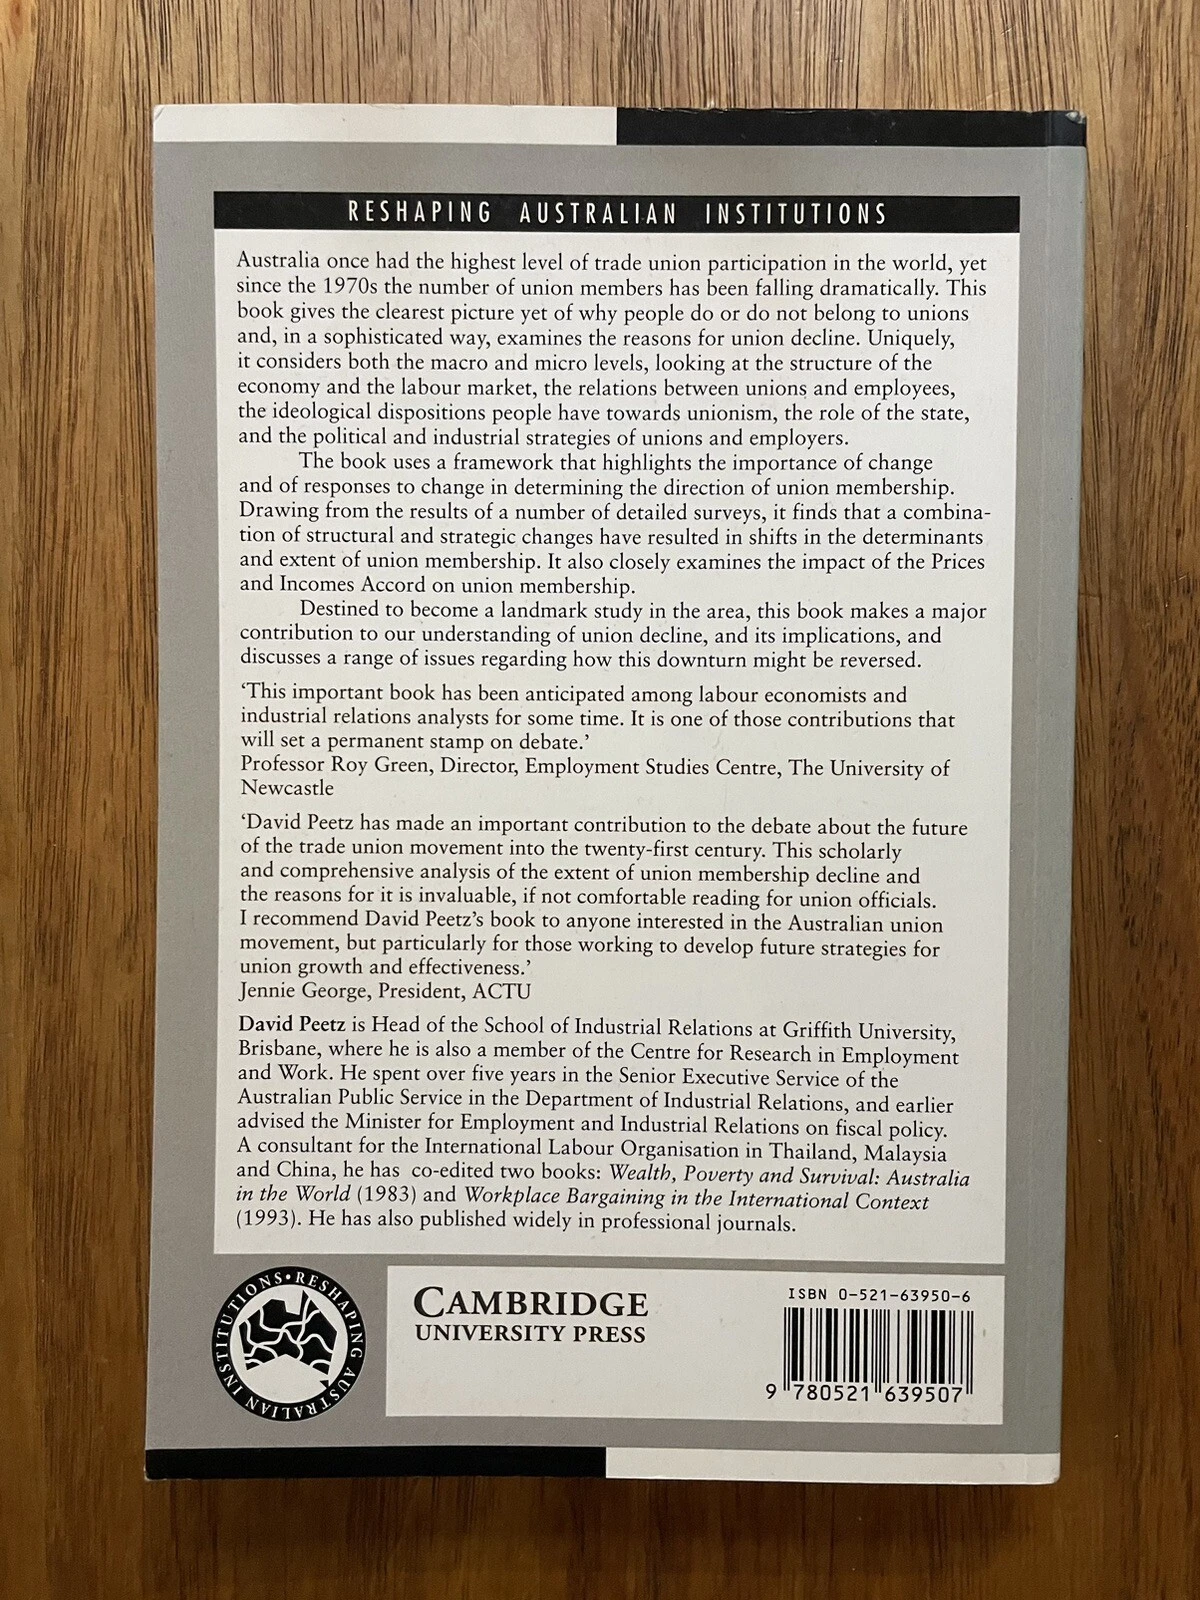 RESHAPING AUSTRALIAN INSTITUTIONS
Australia once had the highest level of trade union participation in the world, yet
since the 1970s the number of union members has been falling dramatically. This
book gives the clearest picture yet of why people do or do not belong to unions
and, in a sophisticated way, examines the reasons for union decline. Uniquely,
it considers both the macro and micro levels, looking at the structure of the
economy and the labour market, the relations between unions and employees,
the ideological dispositions people have towards unionism, the role of the state,
and the political and industrial strategies of unions and employers.
The book uses a framework that highlights the importance of change
and of responses to change in determining the direction of union membership.
Drawing from the results of a number of detailed surveys, it finds that a combina-
tion of structural and strategic changes have resulted in shifts in the determinants
and extent of union membership. It also closely examines the impact of the Prices
and Incomes Accord on union membership.
Destined to become a landmark study in the area, this book makes a major
contribution to our understanding of union decline, and its implications, and
discusses a range of issues regarding how this downturn might be reversed.
‘This important book has been anticipated among labour economists and
industrial relations analysts for some time. It is one of those contributions that
will set a permanent stamp on debate.’
Professor Roy Green, Director, Employment Studies Centre, The University of
Newcastle
‘David Peetz has made an important contribution to the debate about the future
of the trade union movement into the twenty-first century. This scholarly
and comprehensive analysis of the extent of union membership decline and
the reasons for it is invaluable, if not comfortable reading for union officials.
I recommend David Peetz’s book to anyone interested in the Australian union
movement, but particularly for those working to develop future strategies for
union growth and effectiveness.’
Jennie George, President, ACTU
David Peetz is Head of the School of Industrial Relations at Griffith University,
Brisbane, where he is also a member of the Centre for Research in Employment
and Work. He spent over five years in the Senior Executive Service of the
Australian Public Service in the Department of Industrial Relations, and earlier
advised the Minister for Employment and Industrial Relations on fiscal policy.
A consultant for the International Labour Organisation in Thailand, Malaysia
and China, he has co-edited two books: Wealth, Poverty and Survival: Australia
in the World (1983) and Workplace Bargaining in the International Context
(1993). He has also published widely in professional journals.
RESHAPING AUSTRALIAN INSTITUTIONS•
CAMBRIDGE
UNIVERSITY PRESS
ISBN 0-521-63950-6
9 780521 639507